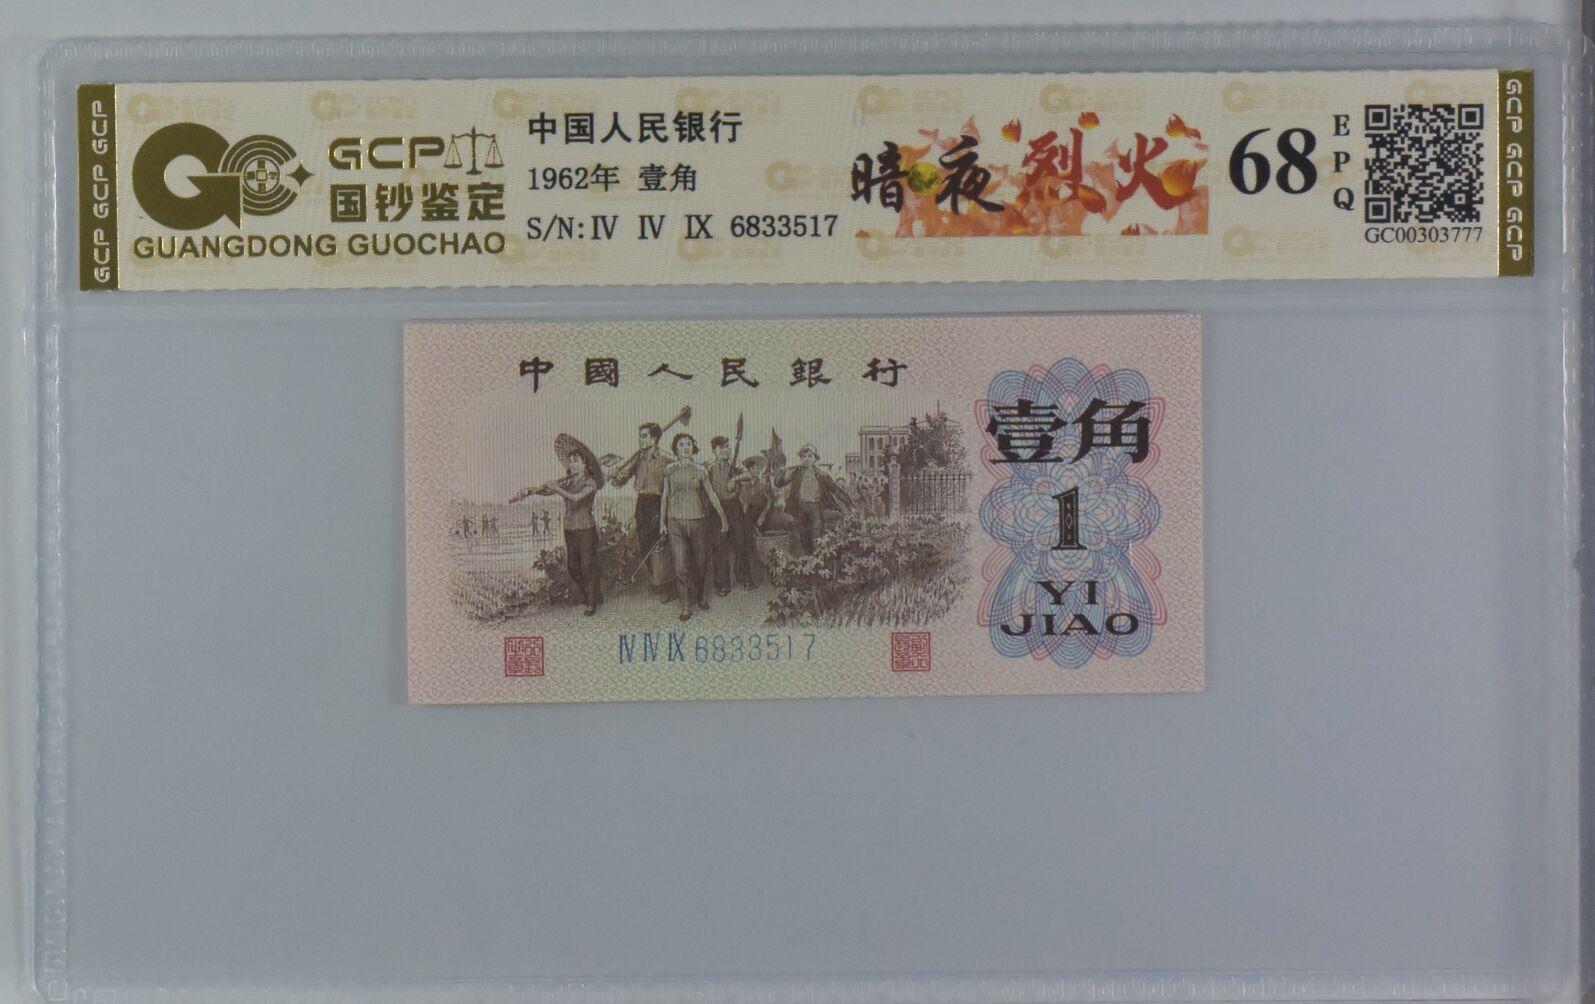 GCP GCP GCP
GCP
国钞鉴定
GUANGDONG GUOCHAO
中国人民银行
1962年 壹角
S/N: IV IV IX 6833517
暗夜烈火
68
EPQ
GC00303777
GCP GCP GCP
中國人民銀行
壹角
1
YI
JIAO
IV IV IX 6833517